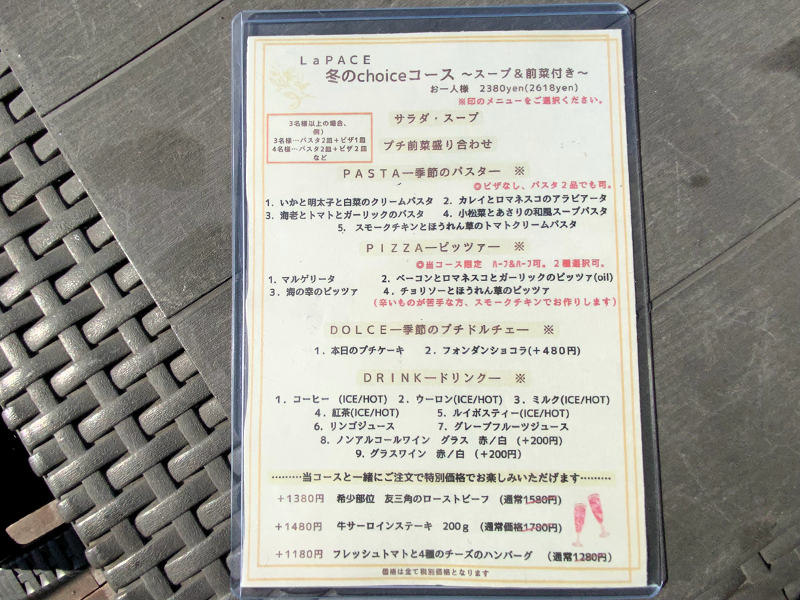 LaPACE
冬のchoiceコース ～スープ＆前菜付き～
お一人様 2380yen(2618yen)
※印のメニューをご選択ください。
3名様以上の場合、
例)
3名様…パスタ2皿＋ピザ1皿
4名様…パスタ2皿＋ピザ2皿
など
サラダ・スープ
プチ前菜盛り合わせ
PASTA―季節のパスタ― ※
◎ピザなし、パスタ２品でも可。
1．いかと明太子と白菜のクリームパスタ 2．カレイとロマネスコのアラビアータ
3．海老とトマトとガーリックのパスタ 4．小松菜とあさりの和風スープパスタ
5．スモークチキンとほうれん草のトマトクリームパスタ
PIZZA―ピッツァ― ※
◎当コース限定 ﾊｰﾌ&ﾊｰﾌ可。２種選択可。
1．マルゲリータ 2．ベーコンとロマネスコとガーリックのピッツァ(oil)
3．海の幸のピッツァ 4．チョリソーとほうれん草のピッツァ
(辛いものが苦手な方、スモークチキンでお作りします)
DOLCE―季節のプチドルチェ― ※
1．本日のプチケーキ 2．フォンダンショコラ(＋480円)
DRINK―ドリンク― ※
1．コーヒー (ICE/HOT) 2．ウーロン(ICE/HOT) 3．ミルク(ICE/HOT)
4．紅茶(ICE/HOT) 5．ルイボスティー(ICE/HOT)
6．リンゴジュース 7．グレープフルーツジュース
8．ノンアルコールワイン グラス 赤/白 (＋200円)
9．グラスワイン 赤／白 (＋200円)
………当コースと一緒にご注文で特別価格でお楽しみいただけます………
＋1380円 希少部位 友三角のローストビーフ (通常1580円)
＋1480円 牛サーロインステーキ 200ｇ (通常価格1780円)
＋1180円 フレッシュトマトと4種のチーズのハンバーグ (通常1280円)
価格は全て税別価格となります